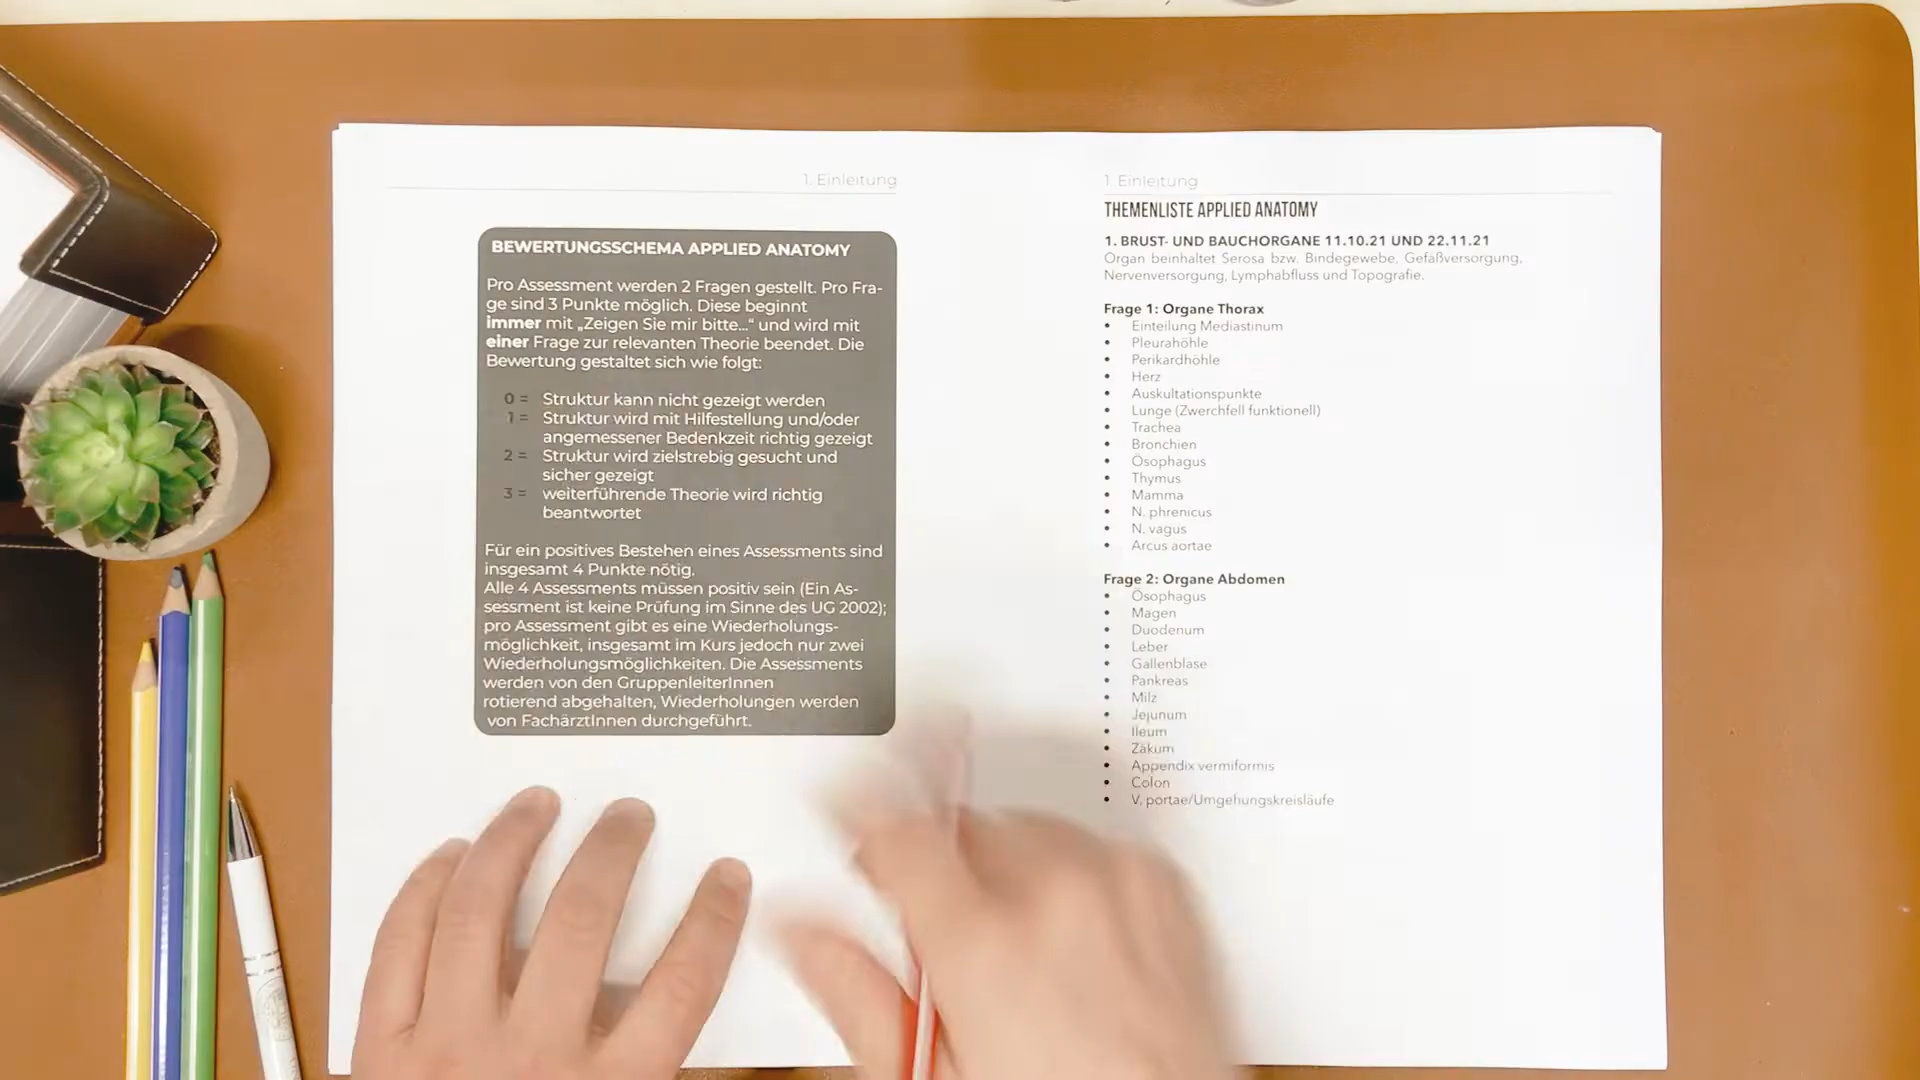 1. Einleitung
BEWERTUNGSSCHEMA APPLIED ANATOMY
Pro Assessment werden 2 Fragen gestellt. Pro Fra-
ge sind 3 Punkte möglich. Diese beginnt
immer mit „Zeigen Sie mir bitte...“ und wird mit
einer Frage zur relevanten Theorie beendet. Die
Bewertung gestaltet sich wie folgt:
0 = Struktur kann nicht gezeigt werden
1 = Struktur wird mit Hilfestellung und/oder
angemessener Bedenkzeit richtig gezeigt
2 = Struktur wird zielstrebig gesucht und
sicher gezeigt
3 = weiterführende Theorie wird richtig
beantwortet
Für ein positives Bestehen eines Assessments sind
insgesamt 4 Punkte nötig.
Alle 4 Assessments müssen positiv sein (Ein As-
sessment ist keine Prüfung im Sinne des UG 2002);
pro Assessment gibt es eine Wiederholungs-
möglichkeit, insgesamt im Kurs jedoch nur zwei
Wiederholungsmöglichkeiten. Die Assessments
werden von den GruppenleiterInnen
rotierend abgehalten, Wiederholungen werden
von FachärztInnen durchgeführt.
1. Einleitung
THEMENLISTE APPLIED ANATOMY
1. BRUST- UND BAUCHORGANE 11.10.21 UND 22.11.21
Organ beinhaltet Serosa bzw. Bindegewebe, Gefäßversorgung,
Nervenversorgung, Lymphabfluss und Topografie.
Frage 1: Organe Thorax
• Einteilung Mediastinum
• Pleurahöhle
• Perikardhöhle
• Herz
• Auskultationspunkte
• Lunge (Zwerchfell funktionell)
• Trachea
• Bronchien
• Ösophagus
• Thymus
• Mamma
• N. phrenicus
• N. vagus
• Arcus aortae
Frage 2: Organe Abdomen
• Ösophagus
• Magen
• Duodenum
• Leber
• Gallenblase
• Pankreas
• Milz
• Jejunum
• Ileum
• Zäkum
• Appendix vermiformis
• Colon
• V. portae/Umgehungskreisläufe